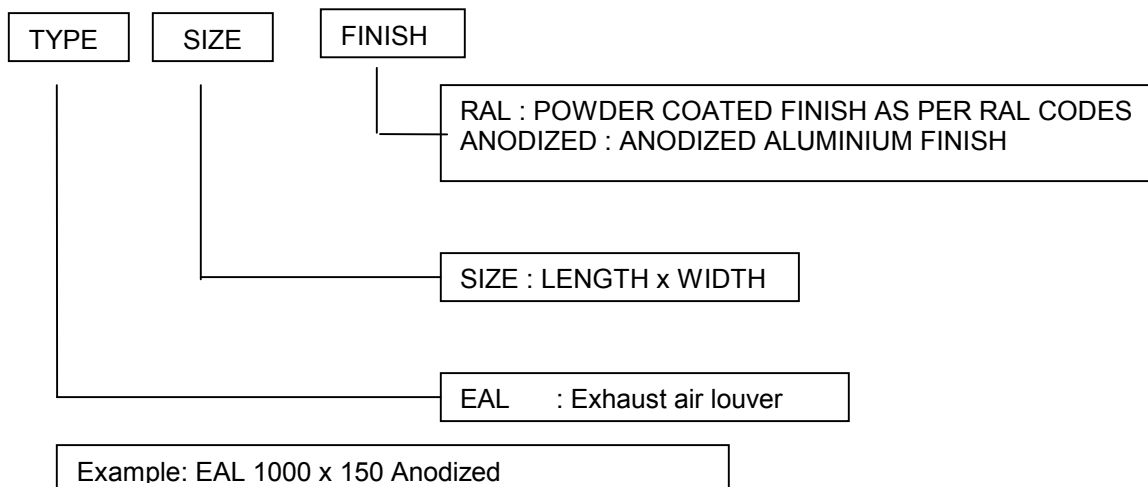 TYPE SIZE FINISH
RAL : POWDER COATED FINISH AS PER RAL CODES
ANODIZED : ANODIZED ALUMINIUM FINISH
SIZE : LENGTH x WIDTH
EAL : Exhaust air louver
Example: EAL 1000 x 150 Anodized